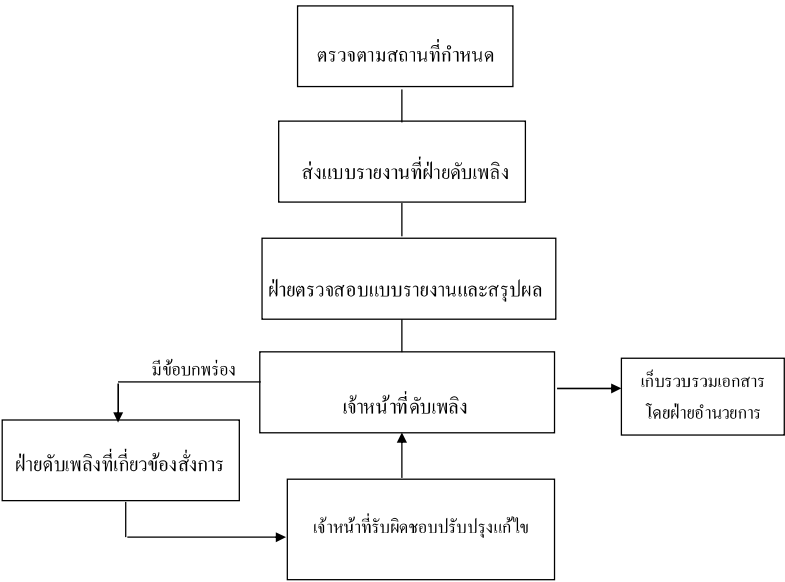 ตรวจตามสถานที่กำหนด
ส่งแบบรายงานที่ฝ่ายดับเพลิง
ฝ่ายตรวจสอบแบบรายงานและสรุปผล
มีข้อบกพร่อง
เจ้าหน้าที่ดับเพลิง
เก็บรวบรวมเอกสาร
โดยฝ่ายอำนวยการ
ฝ่ายดับเพลิงที่เกี่ยวข้องสั่งการ
เจ้าหน้าที่รับผิดชอบปรับปรุงแก้ไข